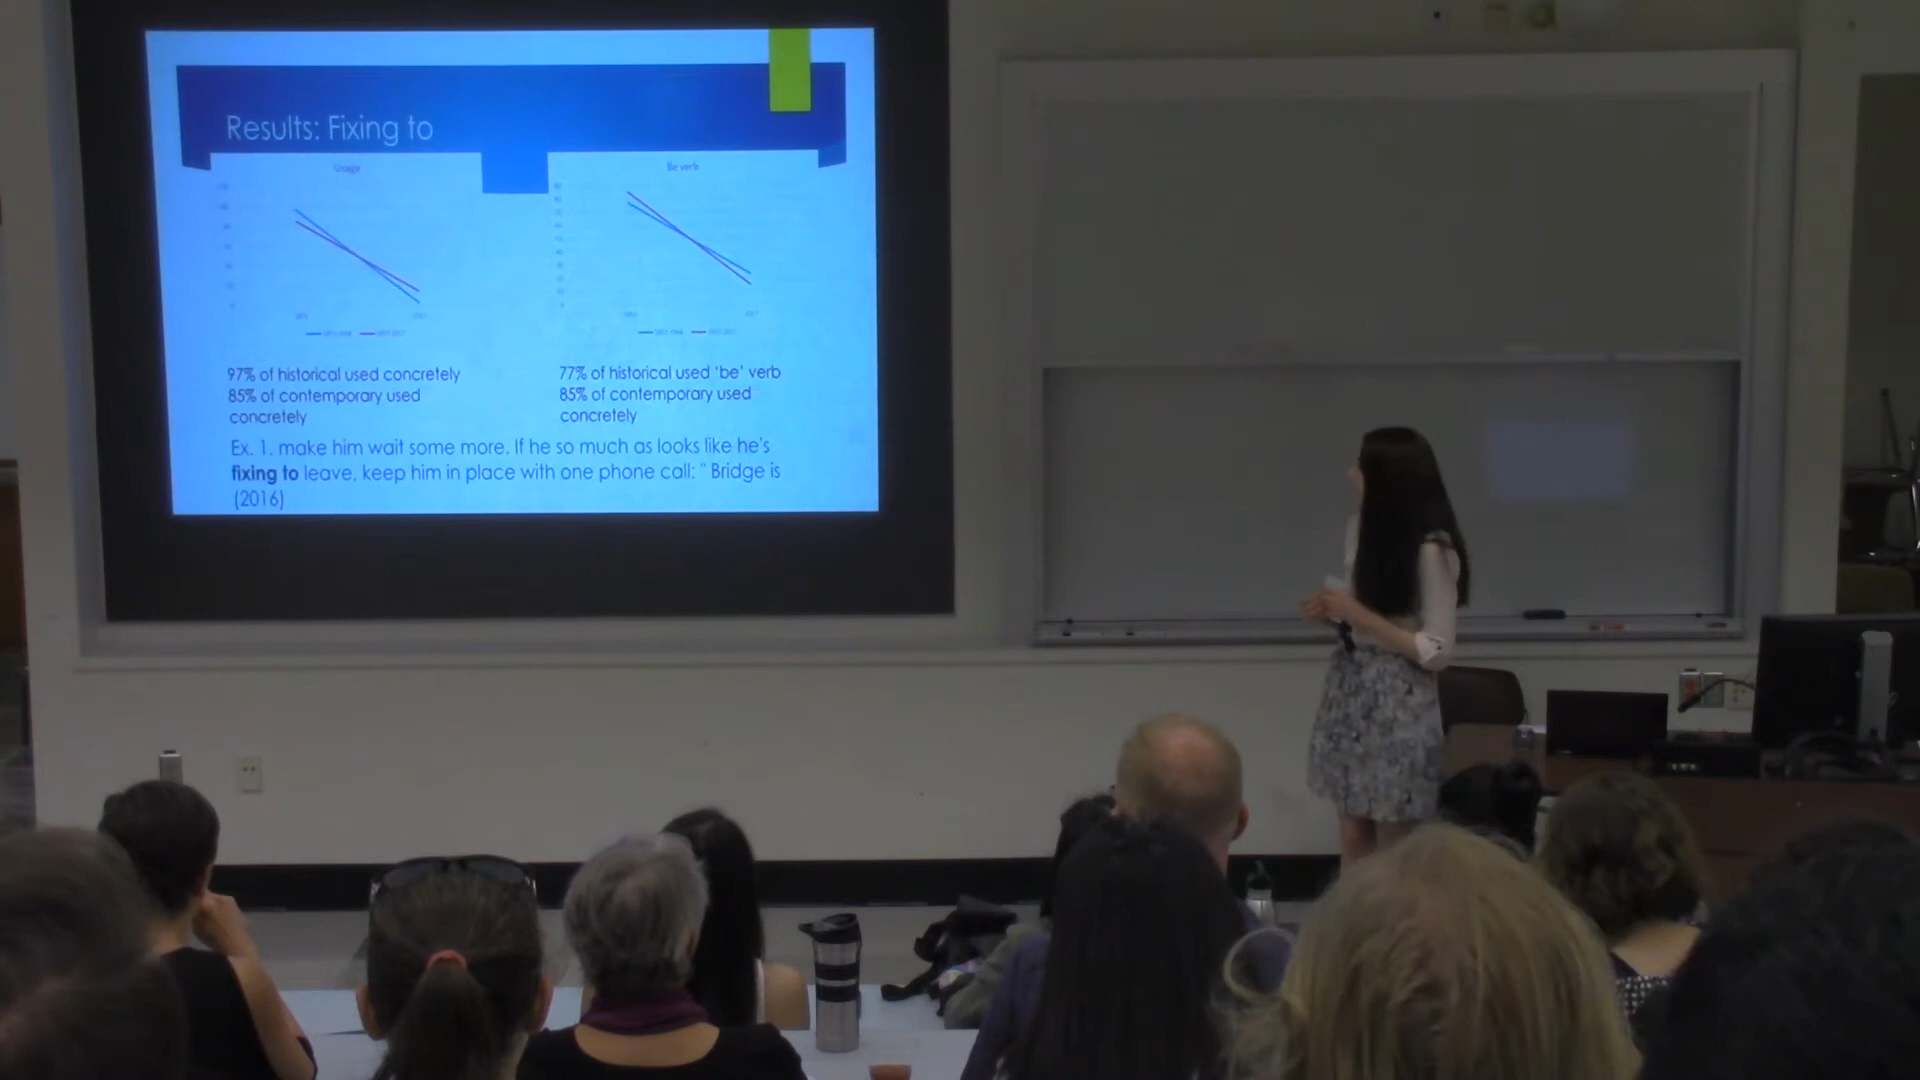 Results: Fixing to
Usage
Be verb
97% of historical used concretely
85% of contemporary used
concretely
77% of historical used ‘be’ verb
85% of contemporary used
concretely
Ex. 1. make him wait some more. If he so much as looks like he's
fixing to leave, keep him in place with one phone call: " Bridge is
(2016)